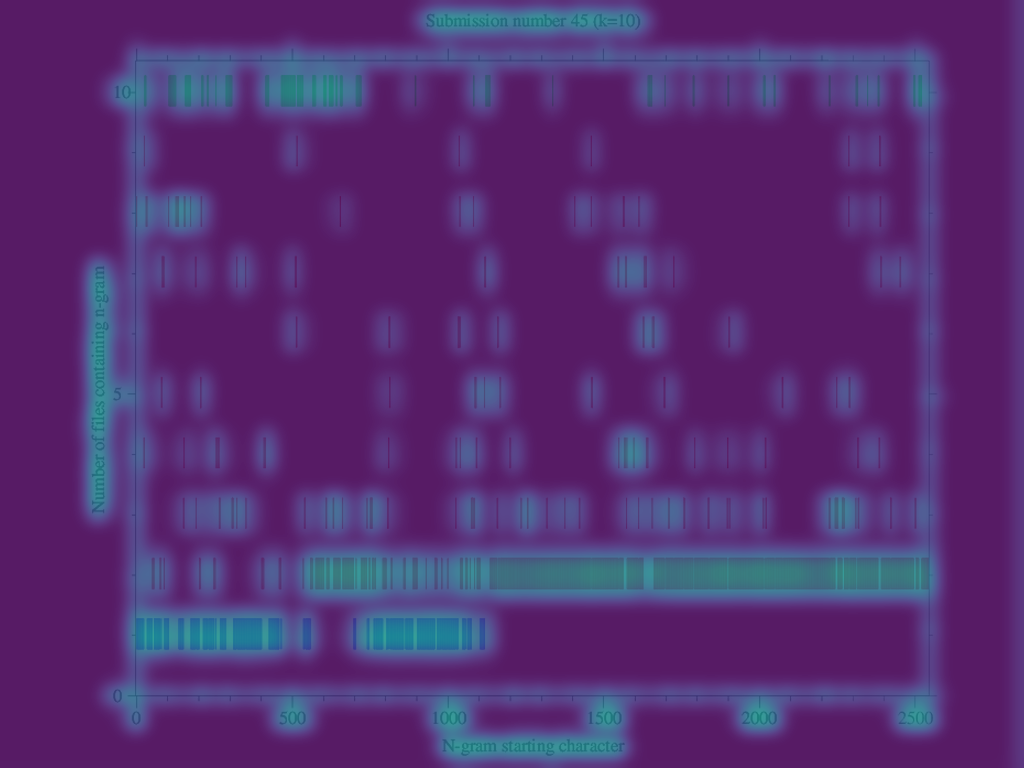 Submission number 45 (k=10)
Number of files containing n-gram
10
5
0
0 500 1000 1500 2000 2500
N-gram starting character